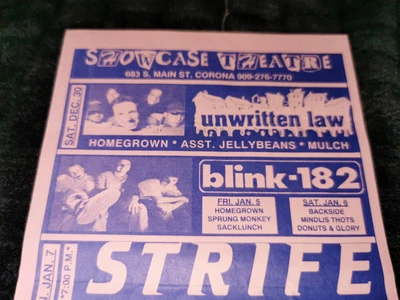 SHOWCASE THEATRE
683 S. MAIN ST. CORONA 909-276-7770
SAT. DEC. 30
unwritten law
HOMEGROWN * ASST. JELLYBEANS * MULCH
blink-182
FRI. JAN. 5
HOMEGROWN
SPRUNG MONKEY
SACKLUNCH
SAT. JAN. 6
BACKSIDE
MINDLIS THOTS
DONUTS & GLORY
N. JAN. 7
*7:00 P.M.*
STRIFE